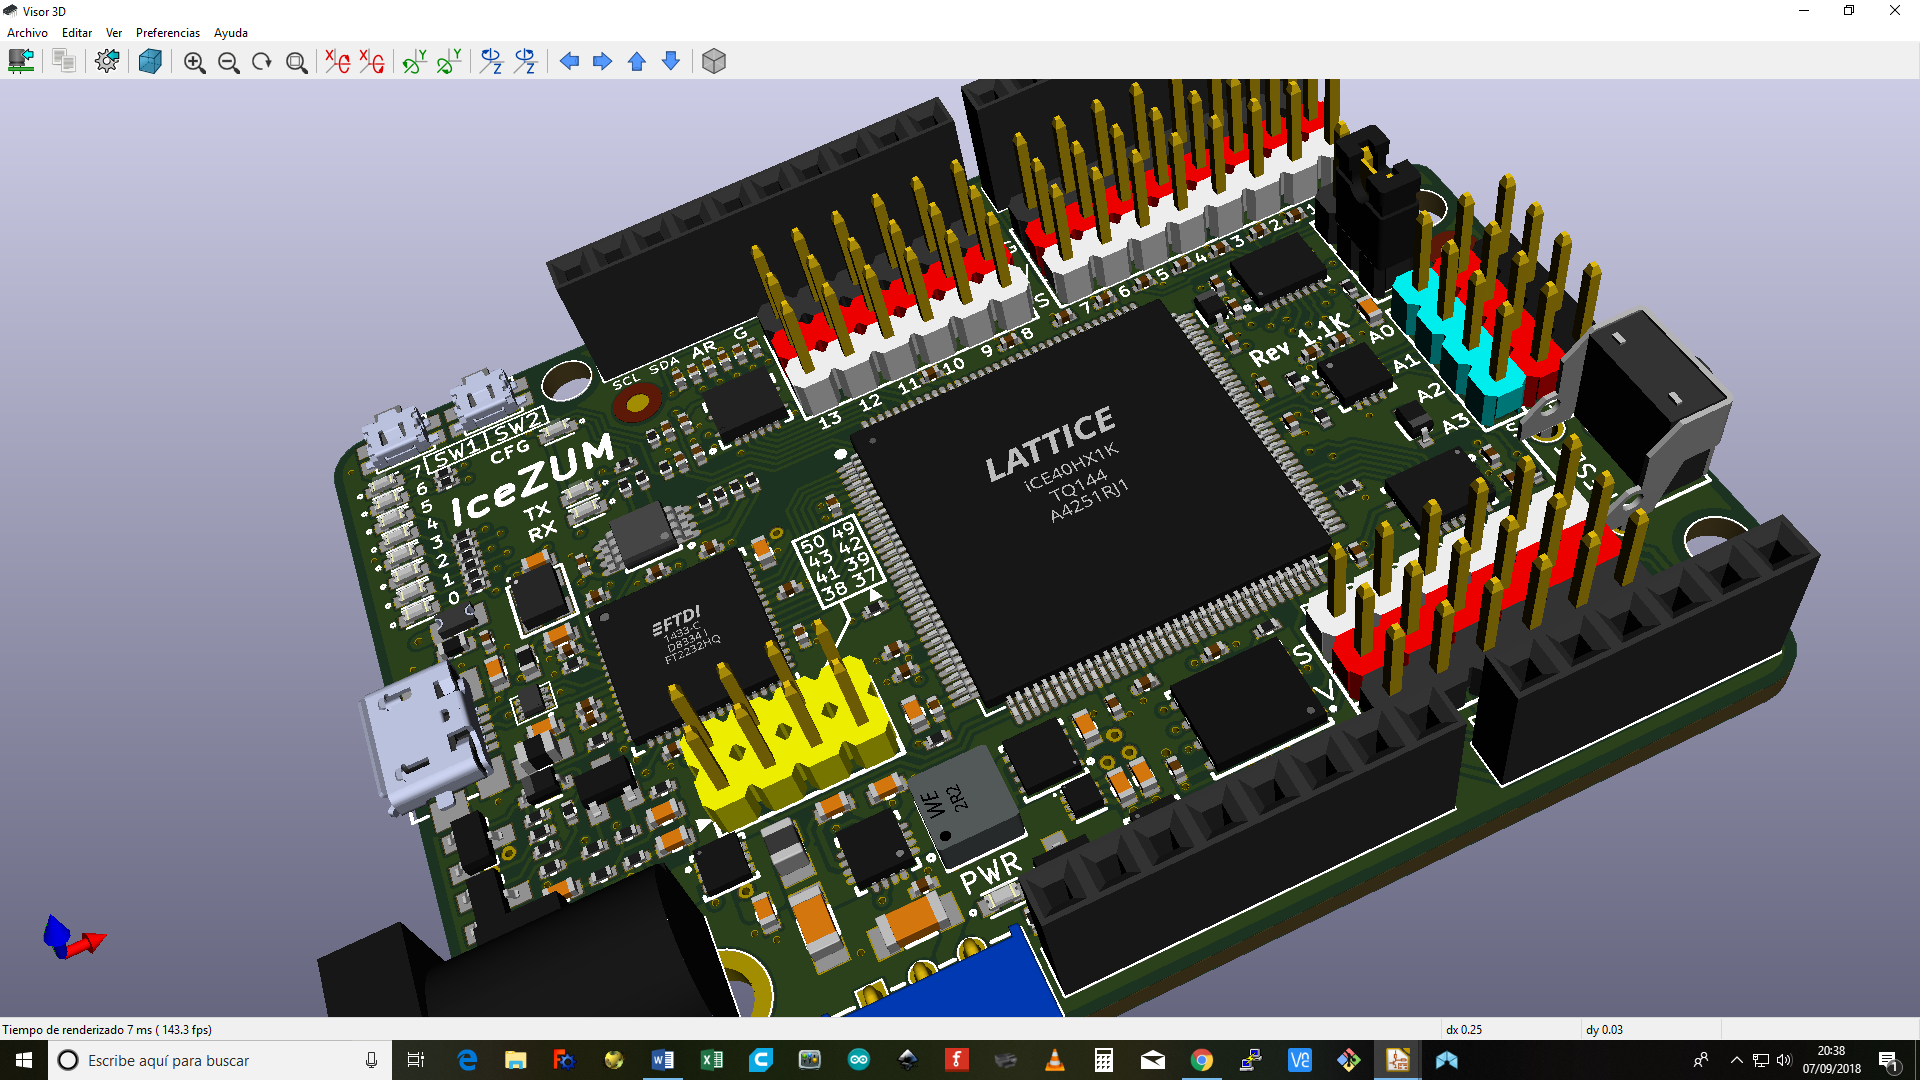 Visor 3D
Archivo Editar Ver Preferencias Ayuda
G
S
1
2
3
4
5
6
7
8
9
10
11
12
13
SCL SDA AR G
SW1 SW2
CFG
IceZUM
TX
RX
7
6
5
4
3
2
1
0
LATTICE
iCE40HX1K
TQ144
A4251RJ1
Rev 1.1K
A0
A1
A2
A3
50 49
43 42
41 39
38 37
FTDI
1433-C
FT2232HQ
S
V
WE
2R2
PWR
Tiempo de renderizado 7 ms ( 143.3 fps)
dx 0.25
dy 0.03
Escribe aquí para buscar
20:38
07/09/2018
1